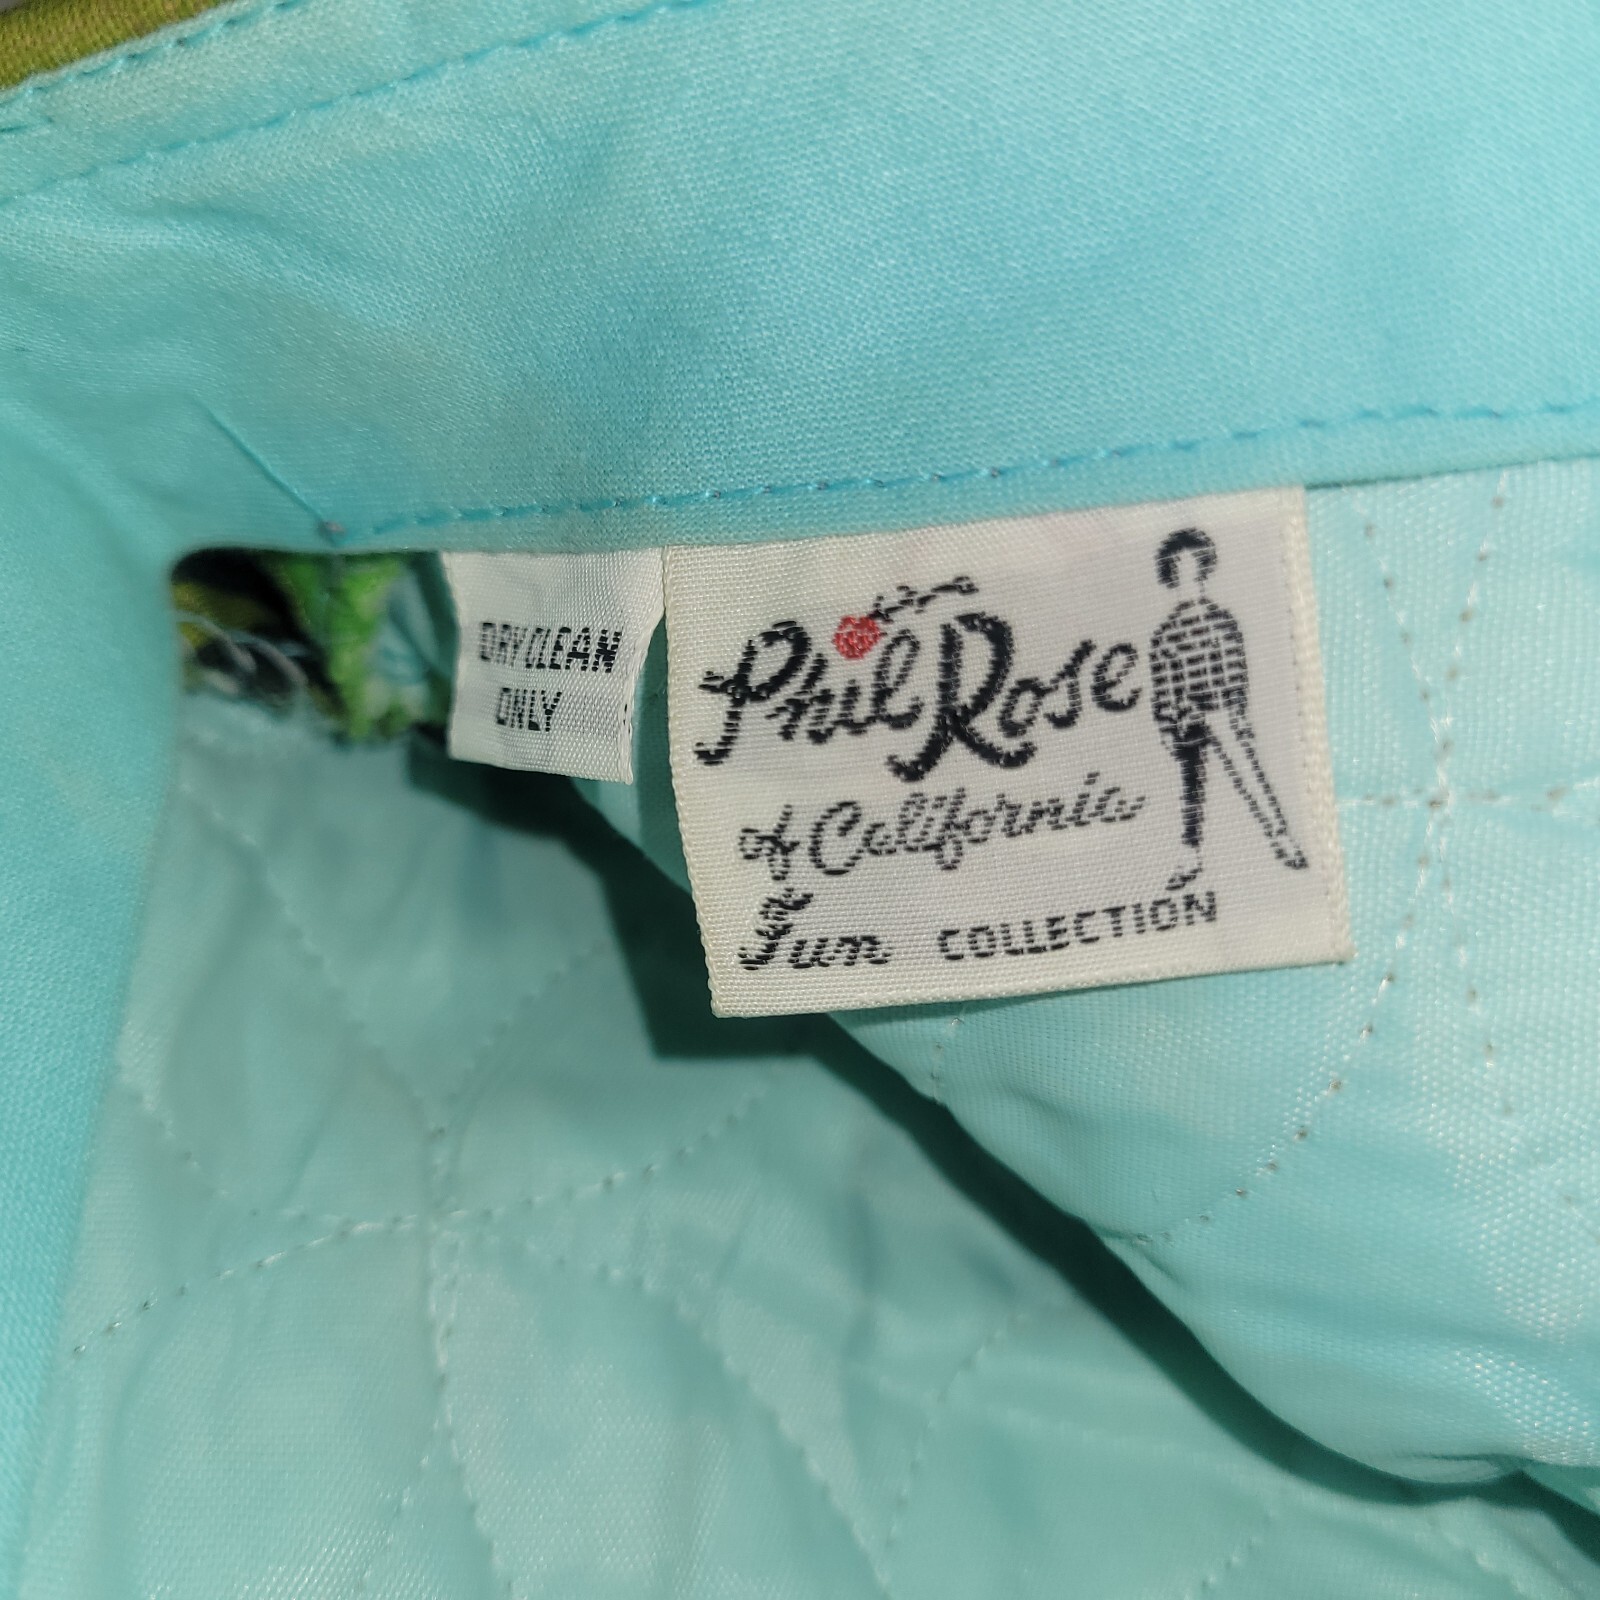 DRY CLEAN
ONLY
Phil Rose
of California
Fun COLLECTION